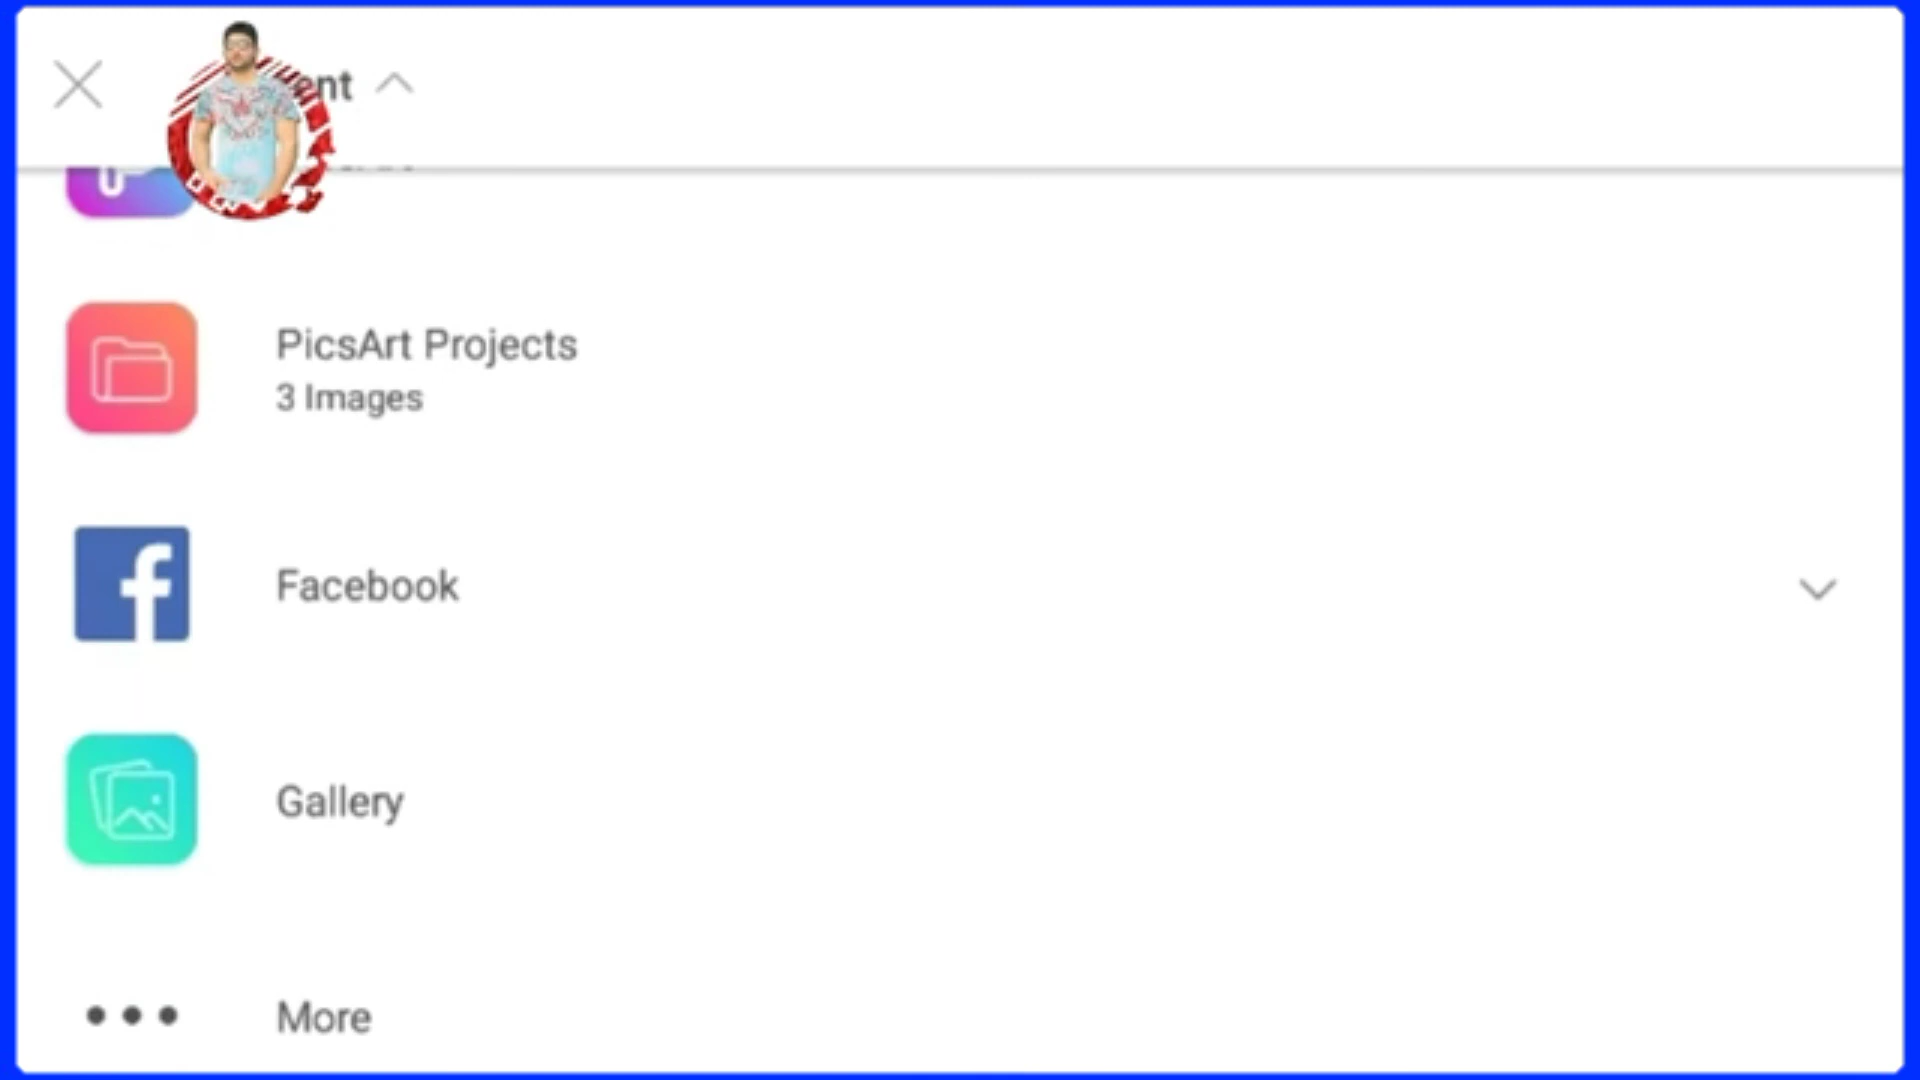 PicsArt Projects
3 Images
Facebook
Gallery
More